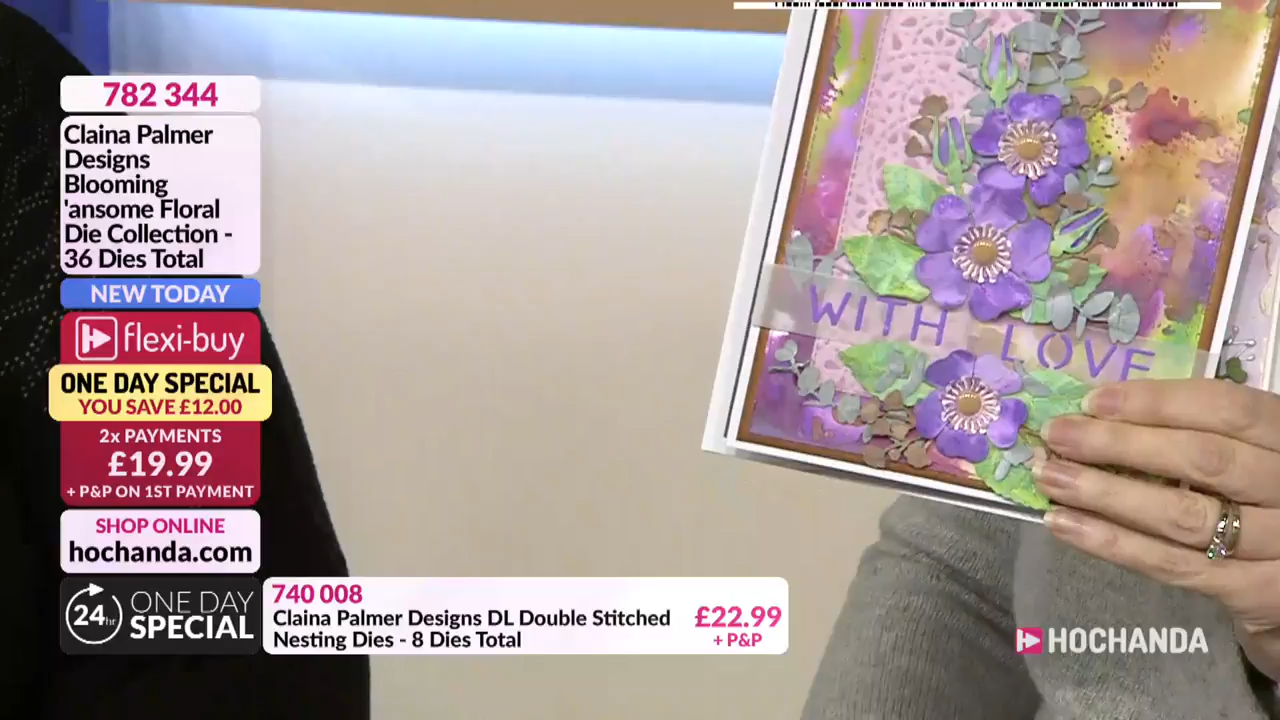 782 344
Claina Palmer
Designs
Blooming
'ansome Floral
Die Collection -
36 Dies Total
NEW TODAY
flexi-buy
ONE DAY SPECIAL
YOU SAVE £12.00
2x PAYMENTS
£19.99
+ P&P ON 1ST PAYMENT
SHOP ONLINE
hochanda.com
24hr
ONE DAY
SPECIAL
740 008
Claina Palmer Designs DL Double Stitched
Nesting Dies - 8 Dies Total
£22.99
+ P&P
WITH LOVE
HOCHANDA